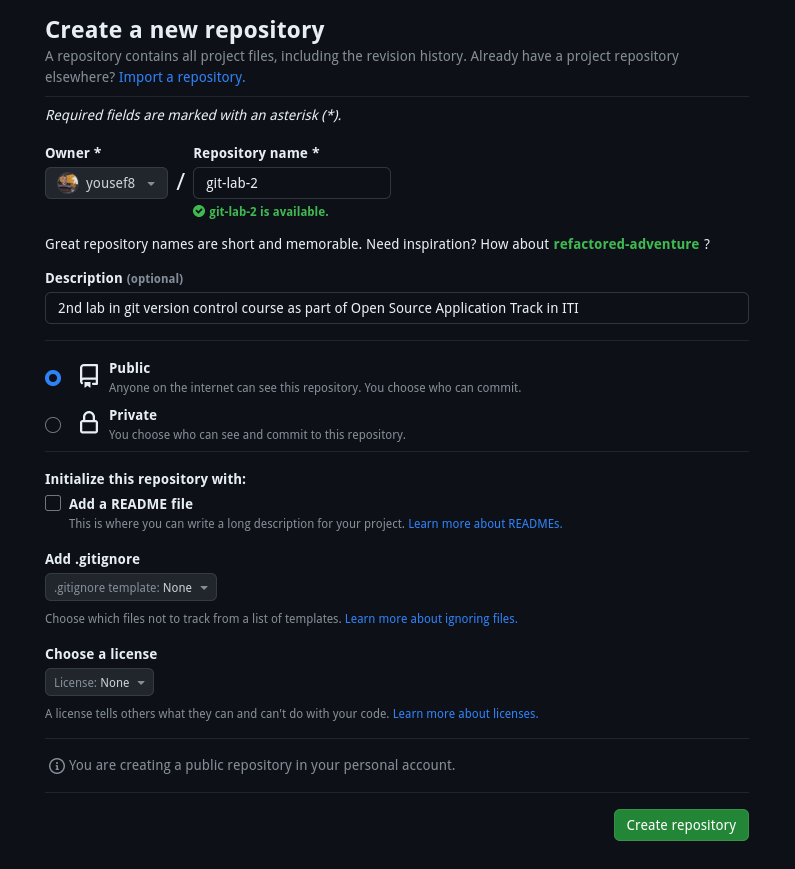 Create a new repository
A repository contains all project files, including the revision history. Already have a project repository
elsewhere? Import a repository.
Required fields are marked with an asterisk (*).
Owner *
Repository name *
yousef8
/
git-lab-2
git-lab-2 is available.
Great repository names are short and memorable. Need inspiration? How about refactored-adventure ?
Description (optional)
2nd lab in git version control course as part of Open Source Application Track in ITI
Public
Anyone on the internet can see this repository. You choose who can commit.
Private
You choose who can see and commit to this repository.
Initialize this repository with:
Add a README file
This is where you can write a long description for your project. Learn more about READMEs.
Add .gitignore
.gitignore template: None
Choose which files not to track from a list of templates. Learn more about ignoring files.
Choose a license
License: None
A license tells others what they can and can't do with your code. Learn more about licenses.
You are creating a public repository in your personal account.
Create repository